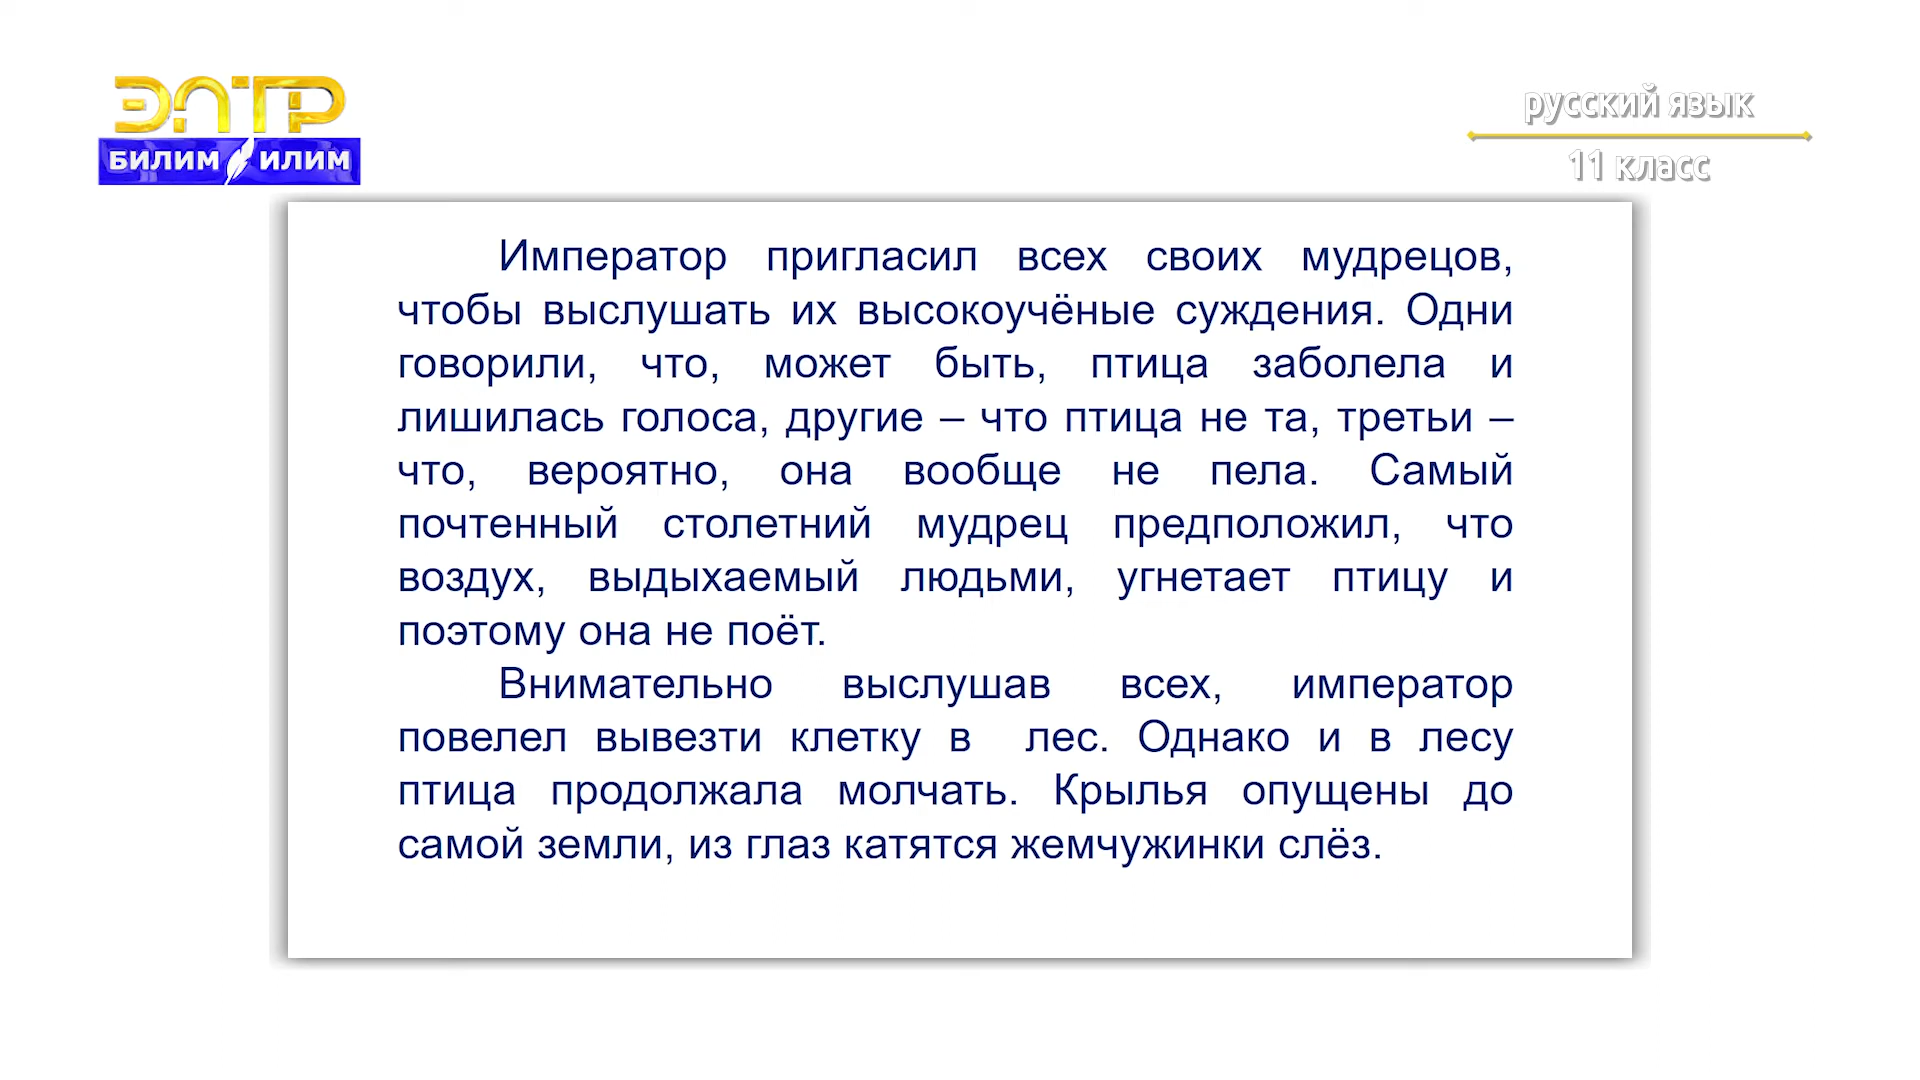 ЭЛТР
БИЛИМ ИЛИМ
русский язык
11 класс
Император пригласил всех своих мудрецов,
чтобы выслушать их высокоучёные суждения. Одни
говорили, что, может быть, птица заболела и
лишилась голоса, другие – что птица не та, третьи –
что, вероятно, она вообще не пела. Самый
почтенный столетний мудрец предположил, что
воздух, выдыхаемый людьми, угнетает птицу и
поэтому она не поёт.
Внимательно выслушав всех, император
повелел вывезти клетку в лес. Однако и в лесу
птица продолжала молчать. Крылья опущены до
самой земли, из глаз катятся жемчужинки слёз.